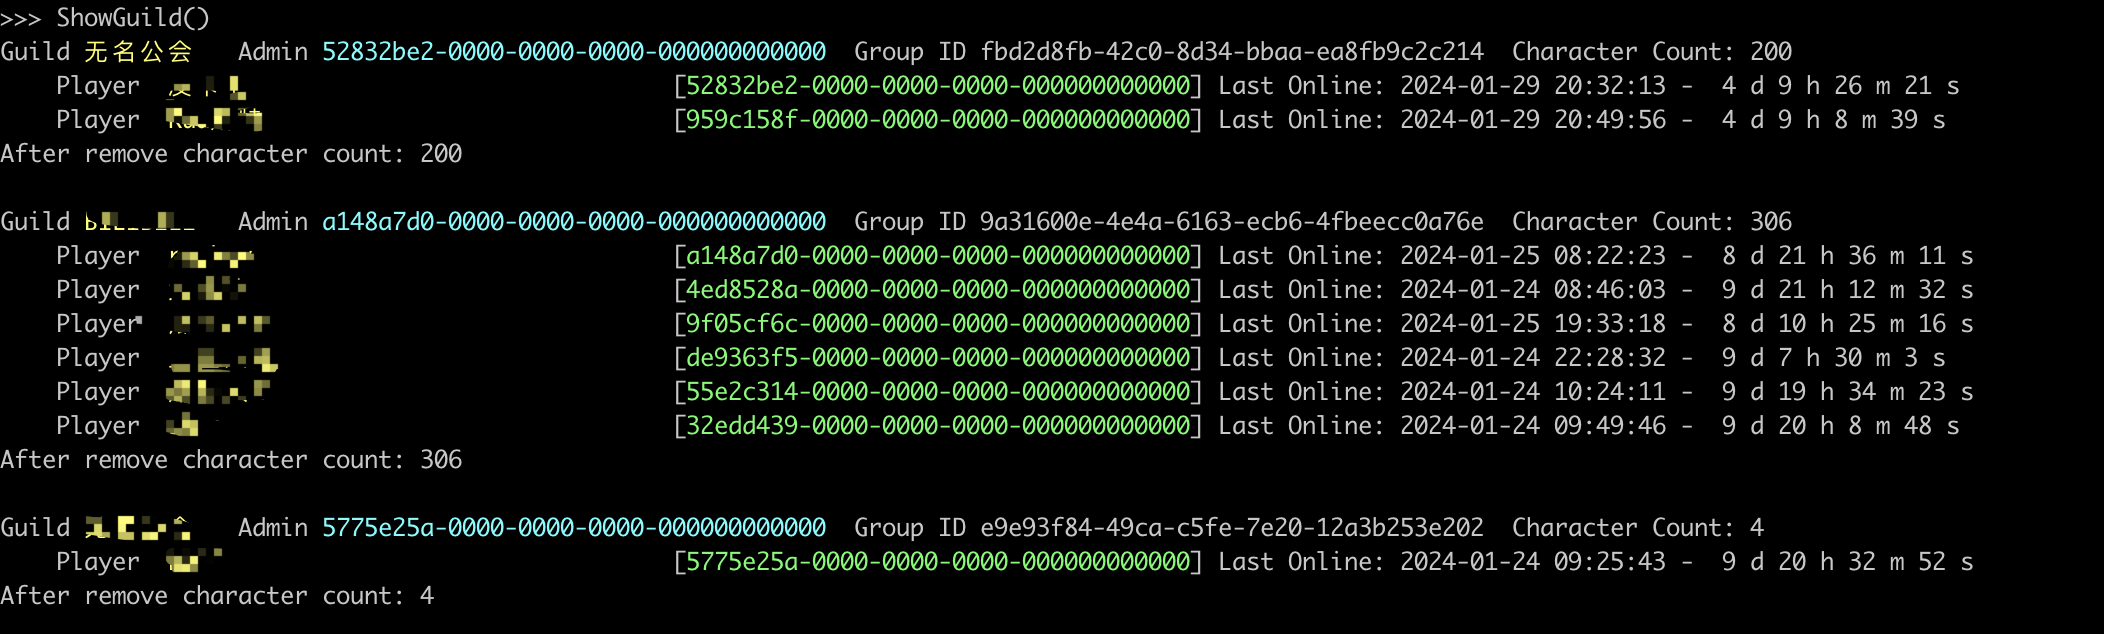 >>> ShowGuild()
Guild 无名公会 Admin 52832be2-0000-0000-0000-000000000000 Group ID fbd2d8fb-42c0-8d34-bbaa-ea8fb9c2c214 Character Count: 200
Player [52832be2-0000-0000-0000-000000000000] Last Online: 2024-01-29 20:32:13 - 4 d 9 h 26 m 21 s
Player [959c158f-0000-0000-0000-000000000000] Last Online: 2024-01-29 20:49:56 - 4 d 9 h 8 m 39 s
After remove character count: 200
Guild Admin a148a7d0-0000-0000-0000-000000000000 Group ID 9a31600e-4e4a-6163-ecb6-4fbeecc0a76e Character Count: 306
Player [a148a7d0-0000-0000-0000-000000000000] Last Online: 2024-01-25 08:22:23 - 8 d 21 h 36 m 11 s
Player [4ed8528a-0000-0000-0000-000000000000] Last Online: 2024-01-24 08:46:03 - 9 d 21 h 12 m 32 s
Player [9f05cf6c-0000-0000-0000-000000000000] Last Online: 2024-01-25 19:33:18 - 8 d 10 h 25 m 16 s
Player [de9363f5-0000-0000-0000-000000000000] Last Online: 2024-01-24 22:28:32 - 9 d 7 h 30 m 3 s
Player [55e2c314-0000-0000-0000-000000000000] Last Online: 2024-01-24 10:24:11 - 9 d 19 h 34 m 23 s
Player [32edd439-0000-0000-0000-000000000000] Last Online: 2024-01-24 09:49:46 - 9 d 20 h 8 m 48 s
After remove character count: 306
Guild Admin 5775e25a-0000-0000-0000-000000000000 Group ID e9e93f84-49ca-c5fe-7e20-12a3b253e202 Character Count: 4
Player [5775e25a-0000-0000-0000-000000000000] Last Online: 2024-01-24 09:25:43 - 9 d 20 h 32 m 52 s
After remove character count: 4